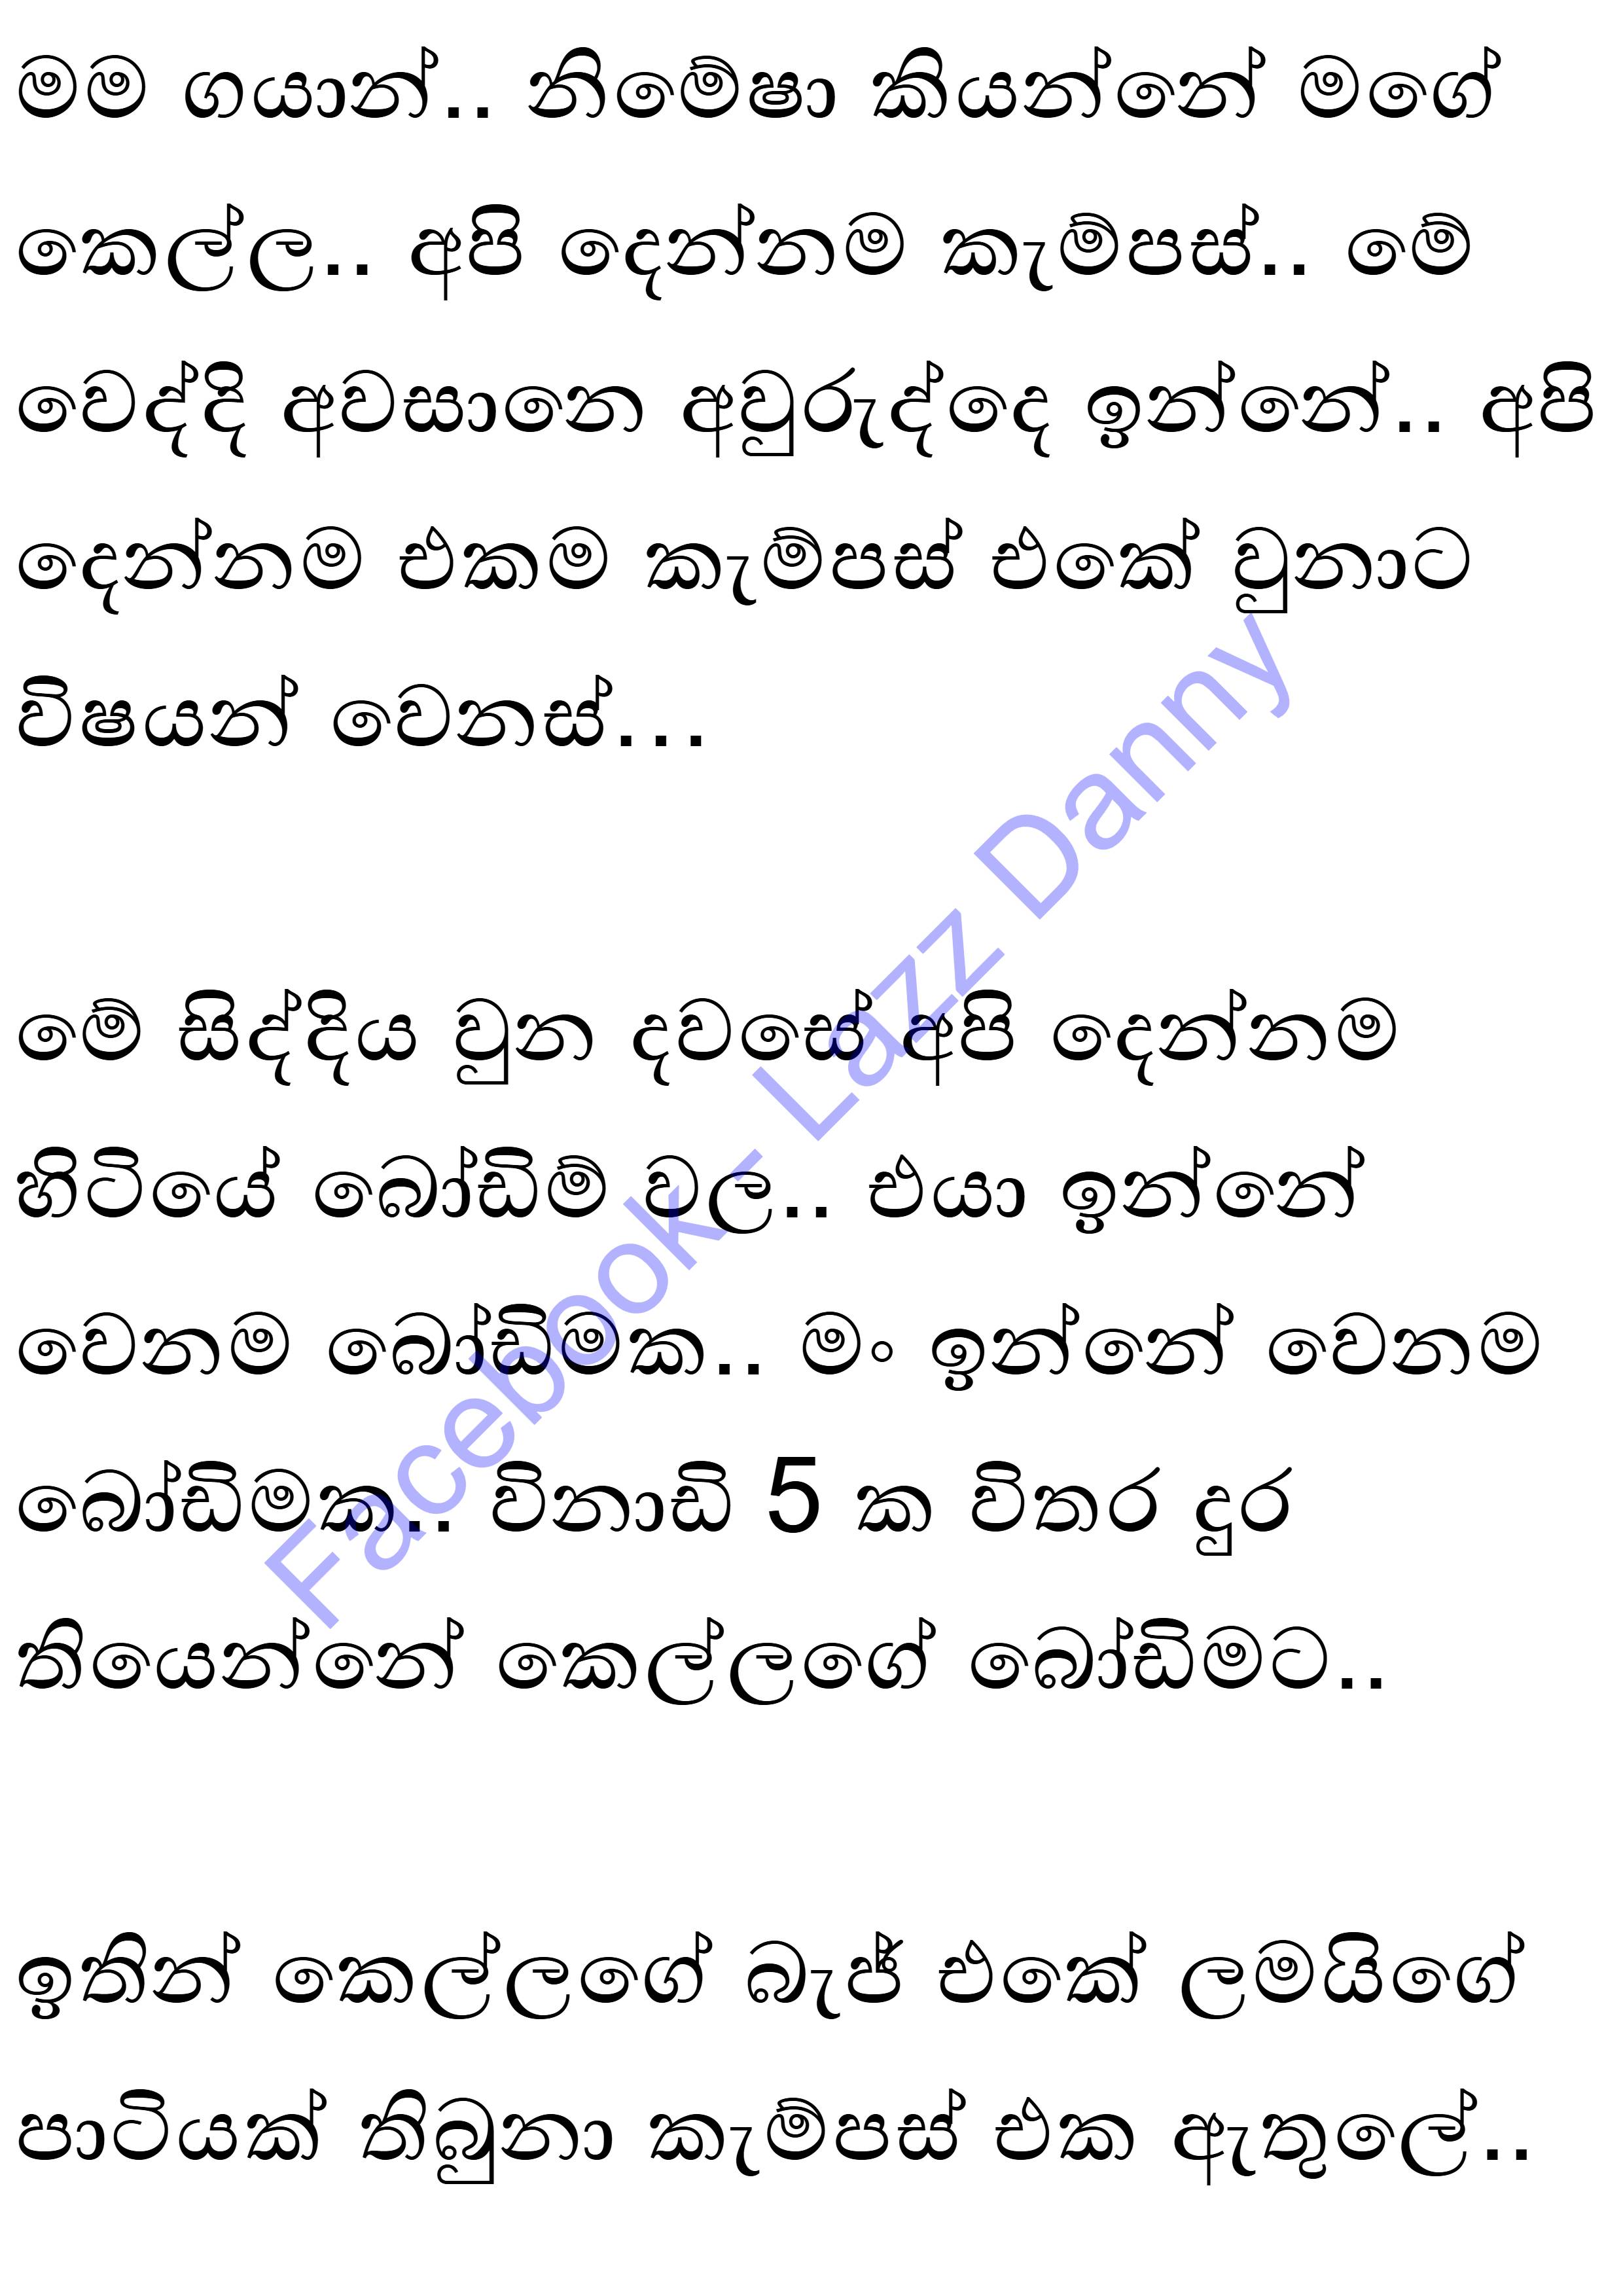 මම ගයාන්.. නිමේෂා කියන්නේ මගේ
කෙල්ල.. අපි දෙන්නම කැම්පස්.. මේ
වෙද්දි අවසානෙ අවුරුද්දෙ ඉන්නේ.. අපි
දෙන්නම එකම කැම්පස් එකේ වුනාට
විෂයන් වෙනස්...
මේ සිද්දිය වුන දවසේ අපි දෙන්නම
හිටියේ බෝඩිම් වල.. එයා ඉන්නේ
වෙනම බෝඩිමක.. මං ඉන්නේ වෙනම
බෝඩිමක.. විනාඩි 5 ක විතර දුර
තියෙන්නේ කෙල්ලගේ බෝඩිමට..
ඉතින් කෙල්ලගේ බැජ් එකේ ලමයිගේ
පාටියක් තිබුනා කැම්පස් එක ඇතුලේ..
Facebook - Lazz Danny